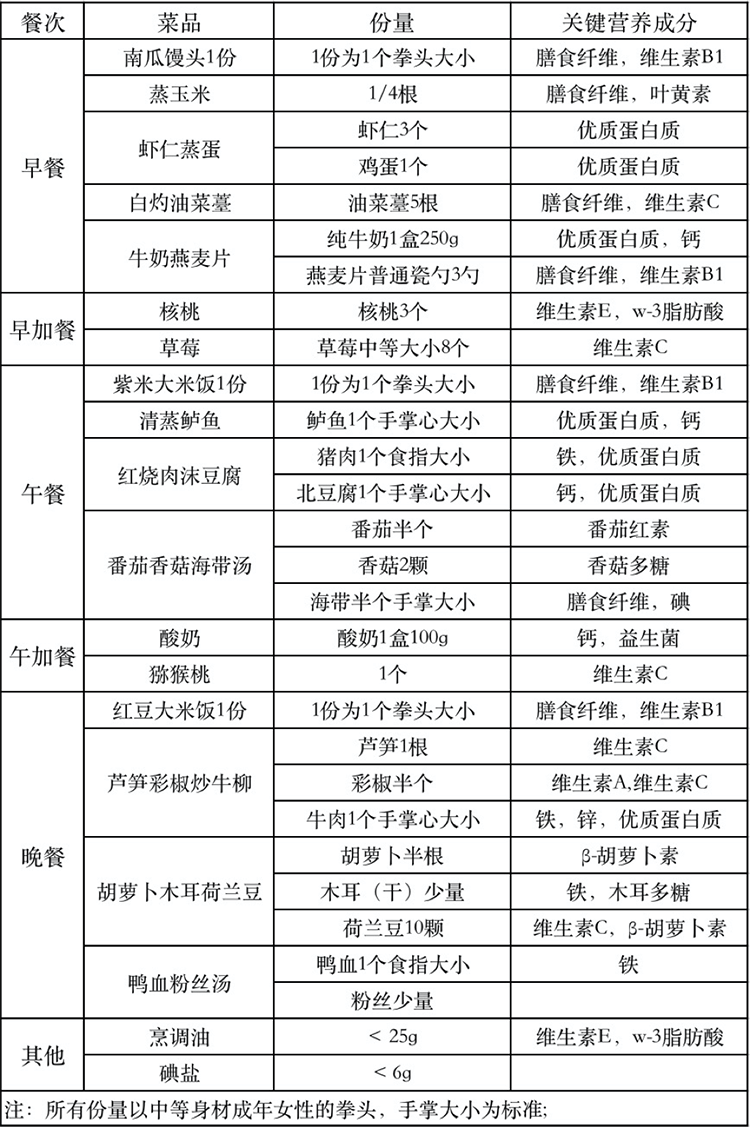 餐次 菜品 份量 关键营养成分
早餐 南瓜馒头1份 1份为1个拳头大小 膳食纤维，维生素B1
蒸玉米 1/4根 膳食纤维，叶黄素
虾仁蒸蛋 虾仁3个 优质蛋白质
鸡蛋1个 优质蛋白质
白灼油菜薹 油菜薹5根 膳食纤维，维生素C
牛奶燕麦片 纯牛奶1盒250g 优质蛋白质，钙
燕麦片普通瓷勺3勺 膳食纤维，维生素B1
早加餐 核桃 核桃3个 维生素E，w-3脂肪酸
草莓 草莓中等大小8个 维生素C
午餐 紫米大米饭1份 1份为1个拳头大小 膳食纤维，维生素B1
清蒸鲈鱼 鲈鱼1个手掌心大小 优质蛋白质，钙
红烧肉沫豆腐 猪肉1个食指大小 铁，优质蛋白质
北豆腐1个手掌心大小 钙，优质蛋白质
番茄香菇海带汤 番茄半个 番茄红素
香菇2颗 香菇多糖
海带半个手掌大小 膳食纤维，碘
午加餐 酸奶 酸奶1盒100g 钙，益生菌
猕猴桃 1个 维生素C
晚餐 红豆大米饭1份 1份为1个拳头大小 膳食纤维，维生素B1
芦笋彩椒炒牛柳 芦笋1根 维生素C
彩椒半个 维生素A,维生素C
牛肉1个手掌心大小 铁，锌，优质蛋白质
胡萝卜木耳荷兰豆 胡萝卜半根 β-胡萝卜素
木耳（干）少量 铁，木耳多糖
荷兰豆10颗 维生素C，β-胡萝卜素
鸭血粉丝汤 鸭血1个食指大小 铁
粉丝少量
其他 烹调油 < 25g 维生素E，w-3脂肪酸
碘盐 < 6g
注：所有份量以中等身材成年女性的拳头，手掌大小为标准;